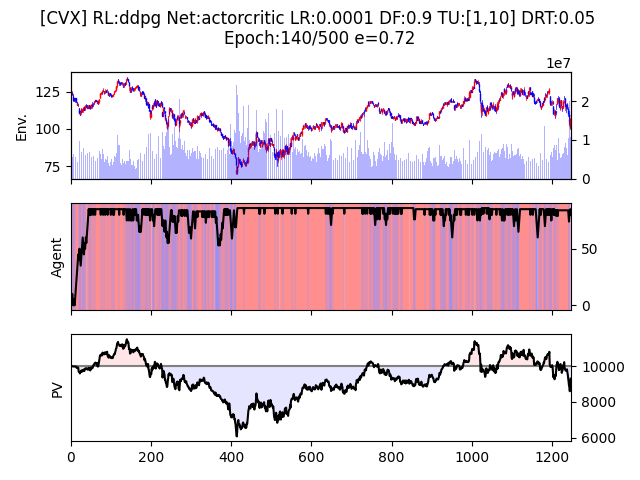 [CVX] RL:ddpg Net:actorcritic LR:0.0001 DF:0.9 TU:[1,10] DRT:0.05
Epoch:140/500 e=0.72
1e7
125
100
75
Env.
2
1
0
Agent
50
0
PV
10000
8000
6000
0 200 400 600 800 1000 1200